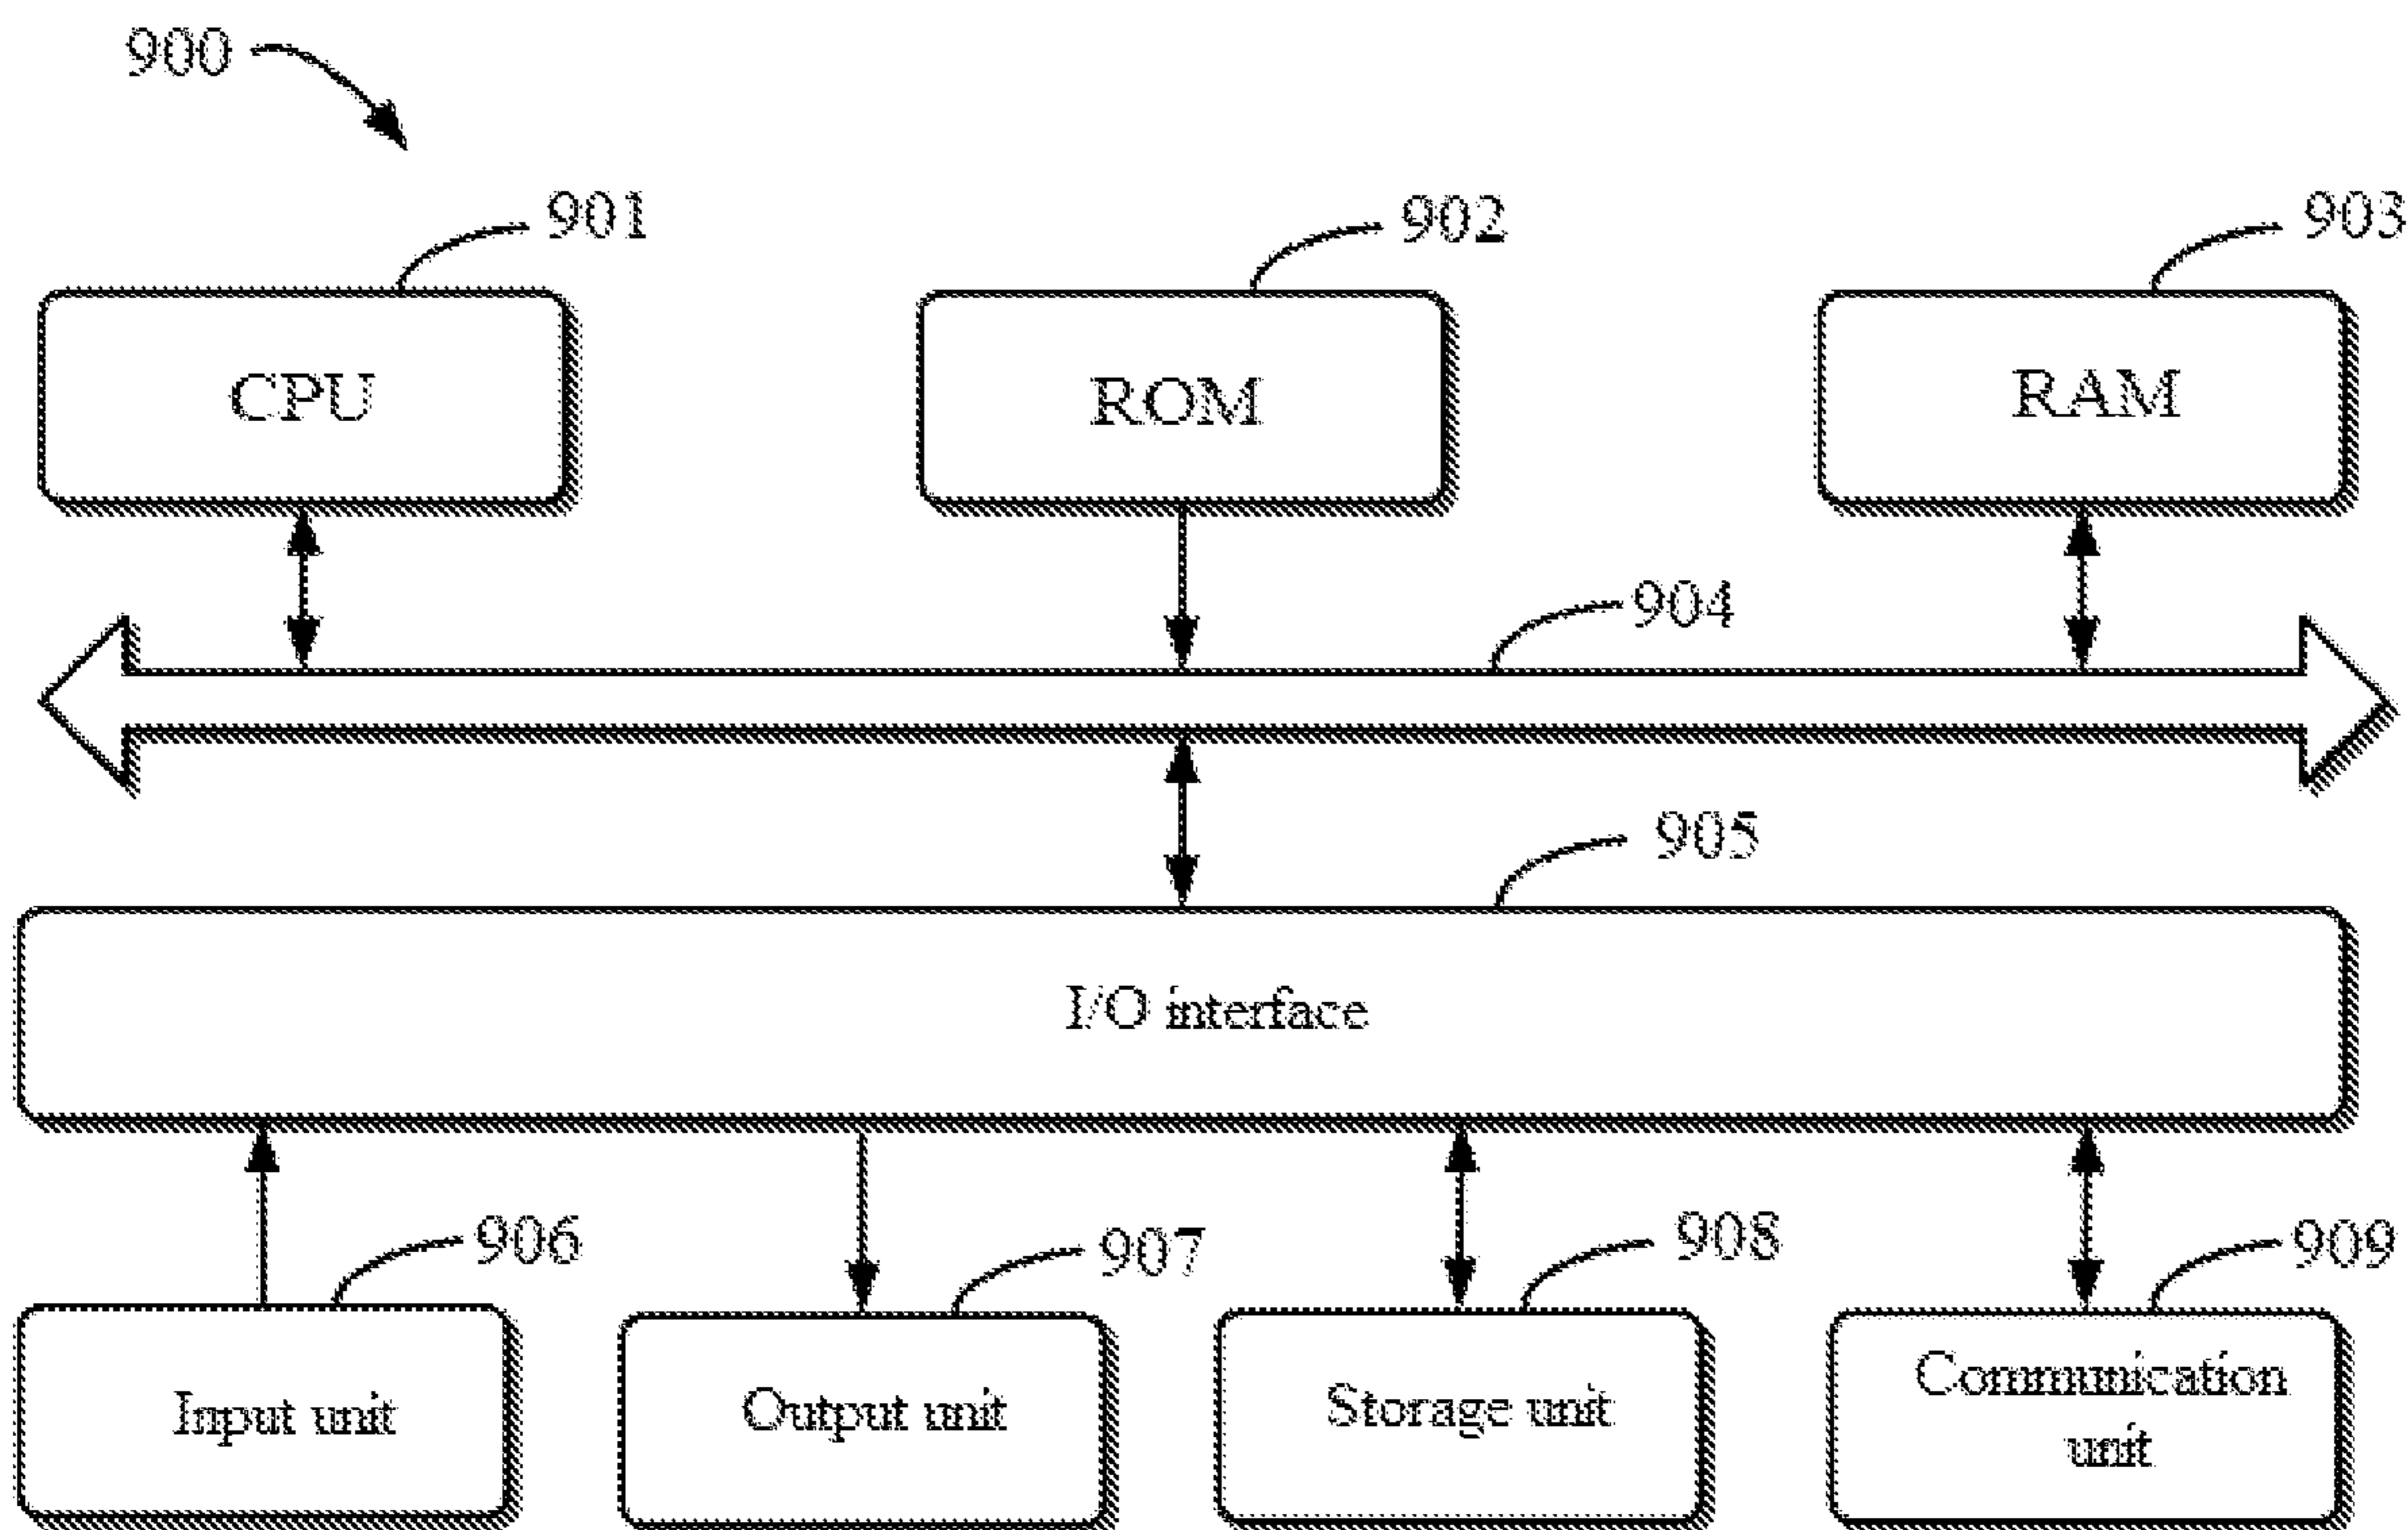 900
901
902
903
CPU
ROM
RAM
904
905
I/O interface
906
907
908
909
Input unit
Output unit
Storage unit
Communication
unit